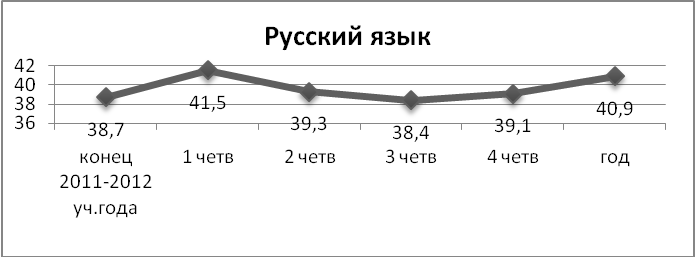 Русский язык
42
40
38
36
38,7
41,5
39,3
38,4
39,1
40,9
конец
2011-2012
уч.года
1 четв
2 четв
3 четв
4 четв
год